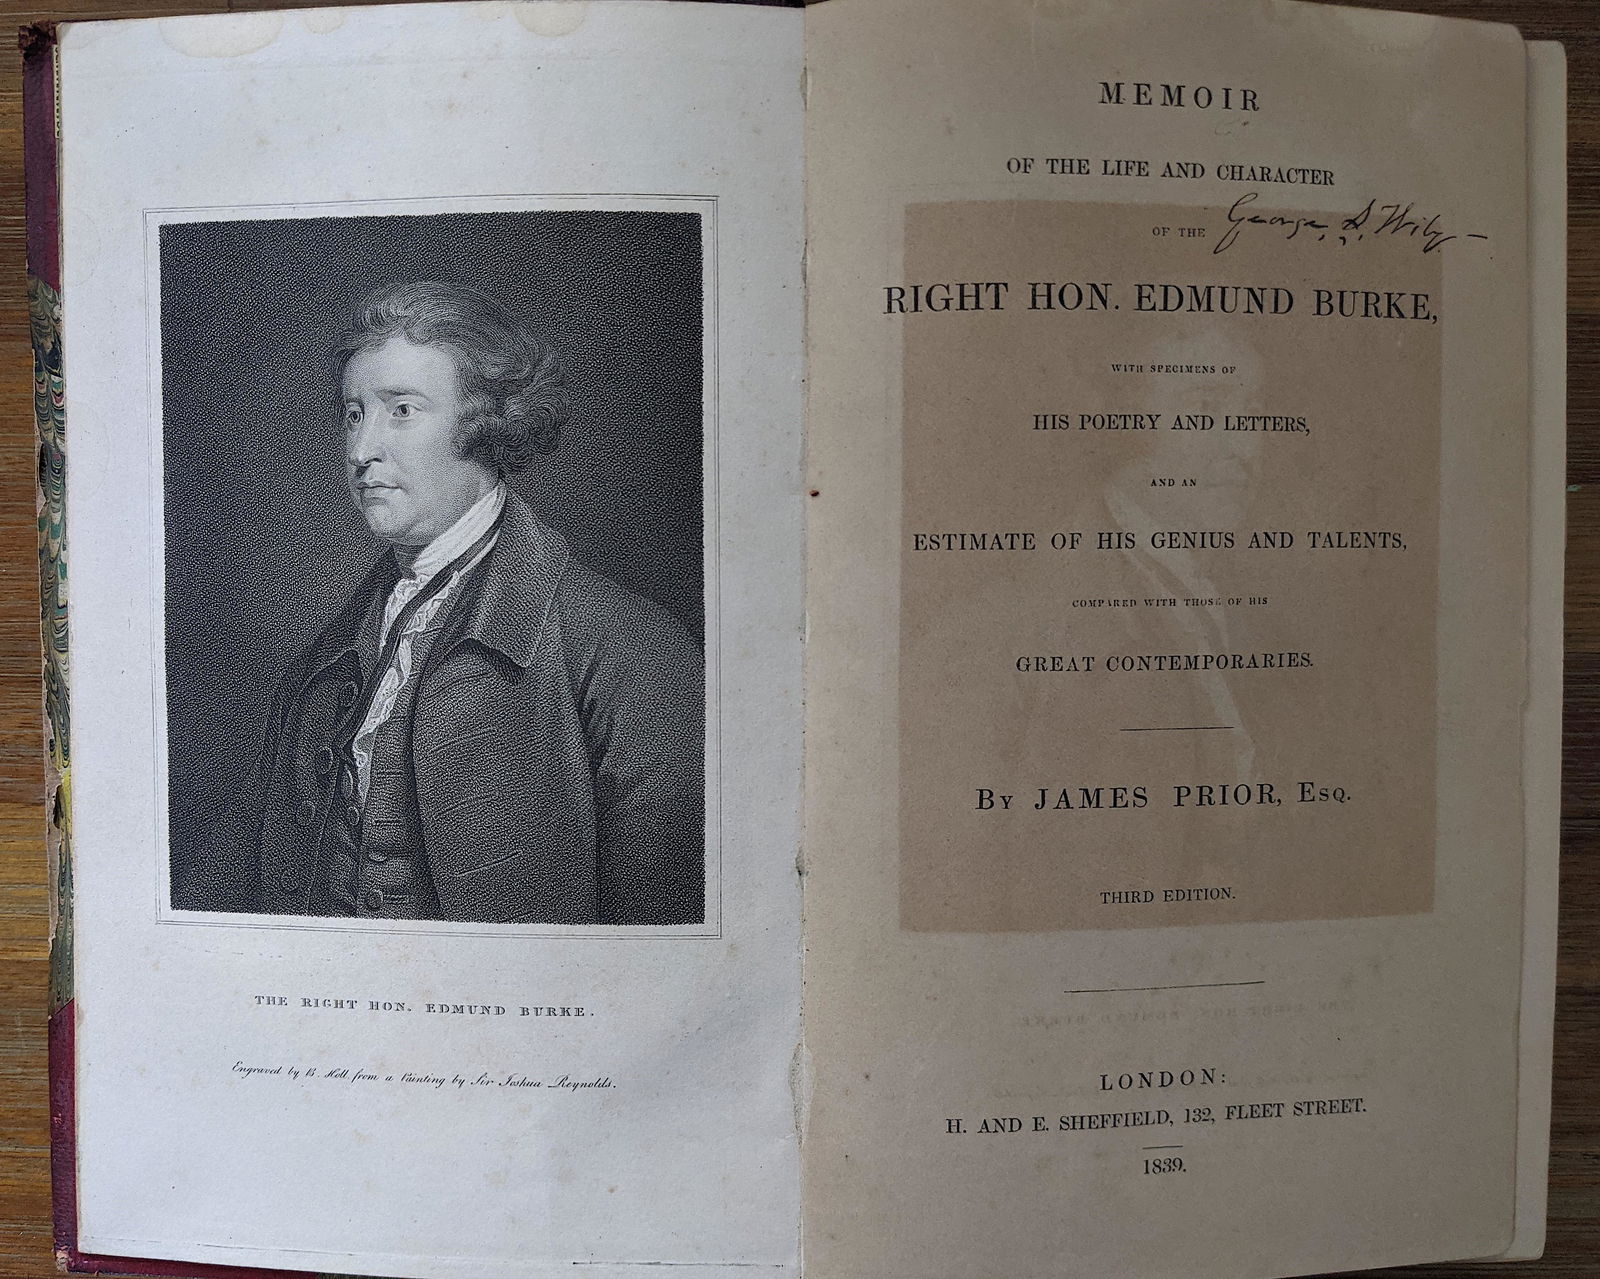 THE RIGHT HON. EDMUND BURKE.
Engraved by B. Holl from a Painting by Sir Joshua Reynolds.
MEMOIR
OF THE LIFE AND CHARACTER
OF THE
George
RIGHT HON. EDMUND BURKE,
WITH SPECIMENS OF
HIS POETRY AND LETTERS,
AND AN
ESTIMATE OF HIS GENIUS AND TALENTS,
COMPARED WITH THOSE OF HIS
GREAT CONTEMPORARIES.
By JAMES PRIOR, Esq.
THIRD EDITION.
LONDON:
H. AND E. SHEFFIELD, 132, FLEET STREET.
1839.